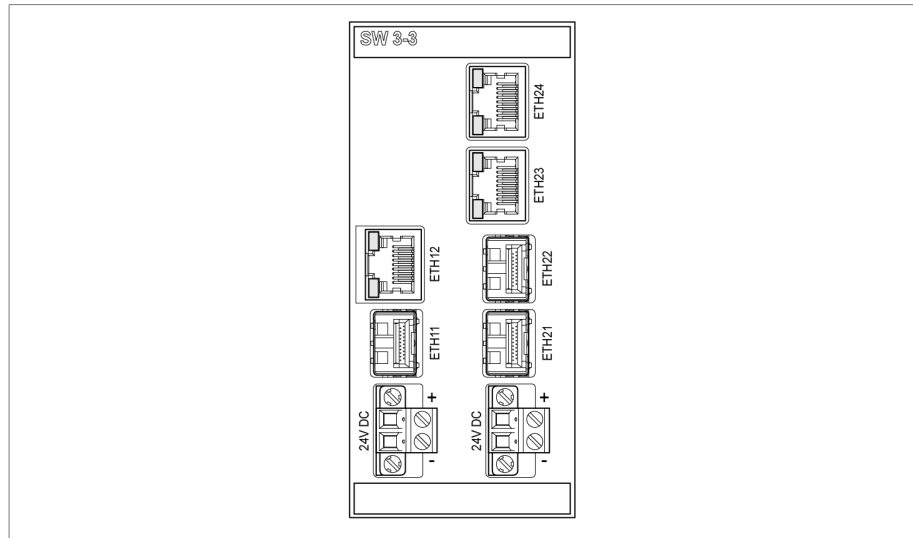 SW 3-3
ETH24
ETH23
ETH12
ETH22
ETH11
ETH21
24V DC
+
-
24V DC
+
-